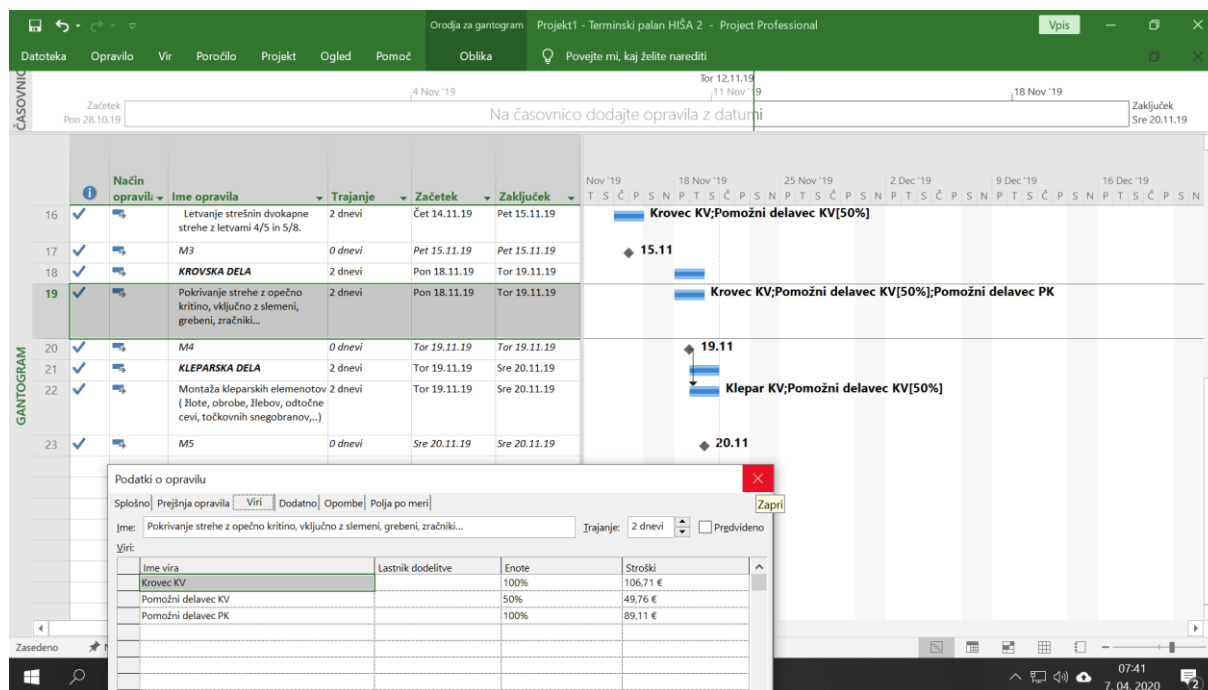 Orodja za gantogram
Projekt1 - Terminski palan HIŠA 2 - Project Professional
Vpis
Datoteka Opravilo Vir Poročilo Projekt Ogled Pomoč Oblika Povejte mi, kaj želite narediti
ČASOVNIC
Tor 12.11.19
4 Nov '19 11 Nov '19 18 Nov '19
Začetek
Pon 28.10.19
Na časovnico dodajte opravila z datumi
Zaključek
Sre 20.11.19
GANTOGRAM
Nov '19 18 Nov '19 25 Nov '19 2 Dec '19 9 Dec '19 16 Dec '19
Način
opravila Ime opravila Trajanje Začetek Zaključek
T S Č P S N P T S Č P S N P T S Č P S N P T S Č P S N P T S Č P S N P T S Č P S N
16 Letvanje strešnin dvokapne 2 dnevi Čet 14.11.19 Pet 15.11.19 Krovec KV;Pomožni delavec KV[50%]
strehe z letvami 4/5 in 5/8.
17 M3 0 dnevi Pet 15.11.19 Pet 15.11.19 15.11
18 KROVSKA DELA 2 dnevi Pon 18.11.19 Tor 19.11.19
19 Pokrivanje strehe z opečno 2 dnevi Pon 18.11.19 Tor 19.11.19 Krovec KV;Pomožni delavec KV[50%];Pomožni delavec PK
kritino, vključno z slemeni,
grebeni, zračniki...
20 M4 0 dnevi Tor 19.11.19 Tor 19.11.19 19.11
21 KLEPARSKA DELA 2 dnevi Tor 19.11.19 Sre 20.11.19
22 Montaža kleparskih elemenotov 2 dnevi Tor 19.11.19 Sre 20.11.19 Klepar KV;Pomožni delavec KV[50%]
( žlote, obrobe, žlebov, odtočne
cevi, točkovnih snegobranov,..)
23 M5 0 dnevi Sre 20.11.19 Sre 20.11.19 20.11
Podatki o opravilu
Zapri
Splošno Prejšnja opravila Viri Dodatno Opombe Polja po meri
Ime: Pokrivanje strehe z opečno kritino, vključno z slemeni, grebeni, zračniki... Trajanje: 2 dnevi Predvideno
Viri:
Ime vira Lastnik dodelitve Enote Stroški
Krovec KV 100% 106,71 €
Pomožni delavec KV 50% 49,76 €
Pomožni delavec PK 100% 89,11 €
Zasedeno
07:41
7. 04. 2020
2